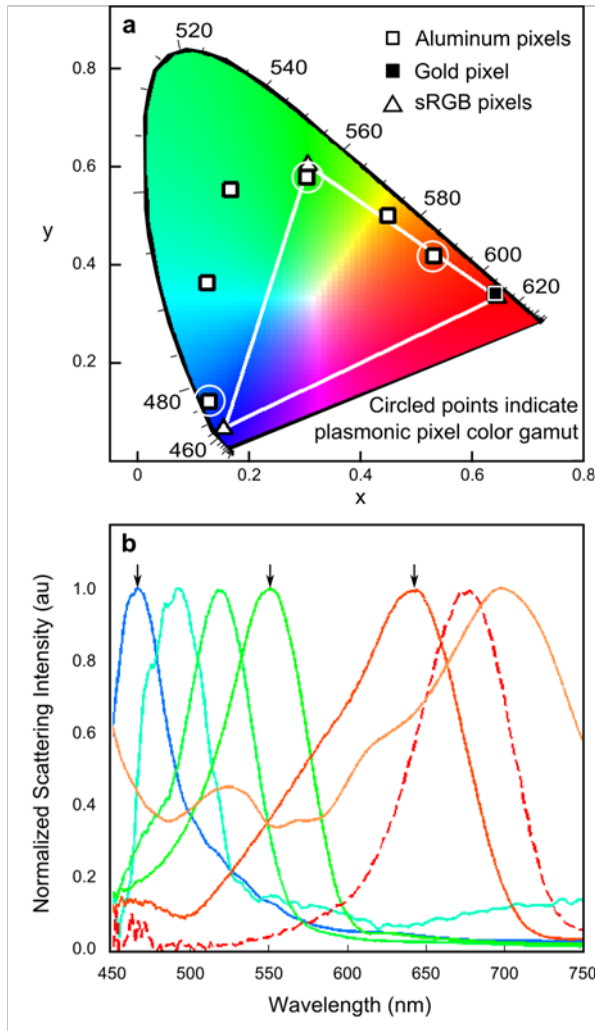 a
520
540
560
580
600
620
480
460
Aluminum pixels
Gold pixel
sRGB pixels
Circled points indicate
plasmonic pixel color gamut
0.8
0.6
0.4
0.2
y
0
0.2
0.4
0.6
0.8
x
b
1.0
0.8
0.6
0.4
0.2
0.0
Normalized Scattering Intensity (au)
450
500
550
600
650
700
750
Wavelength (nm)